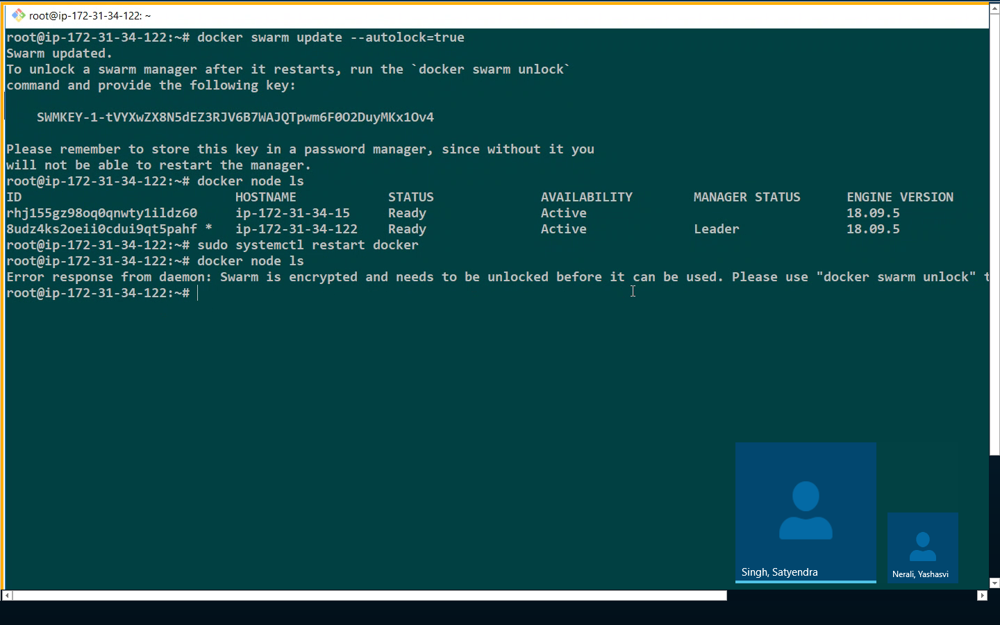 root@ip-172-31-34-122: ~
root@ip-172-31-34-122:~# docker swarm update --autolock=true
Swarm updated.
To unlock a swarm manager after it restarts, run the `docker swarm unlock`
command and provide the following key:
SWMKEY-1-tVYXwZX8N5dEZ3RJV6B7WAJQTpwm6F0O2DuyMKx1Ov4
Please remember to store this key in a password manager, since without it you
will not be able to restart the manager.
root@ip-172-31-34-122:~# docker node ls
ID HOSTNAME STATUS AVAILABILITY MANAGER STATUS ENGINE VERSION
rhj155gz98oq0qnwty1ildz60 ip-172-31-34-15 Ready Active 18.09.5
8udz4ks2oeii0cdui9qt5pahf * ip-172-31-34-122 Ready Active Leader 18.09.5
root@ip-172-31-34-122:~# sudo systemctl restart docker
root@ip-172-31-34-122:~# docker node ls
Error response from daemon: Swarm is encrypted and needs to be unlocked before it can be used. Please use "docker swarm unlock" t
root@ip-172-31-34-122:~#
Singh, Satyendra
Nerali, Yashasvi